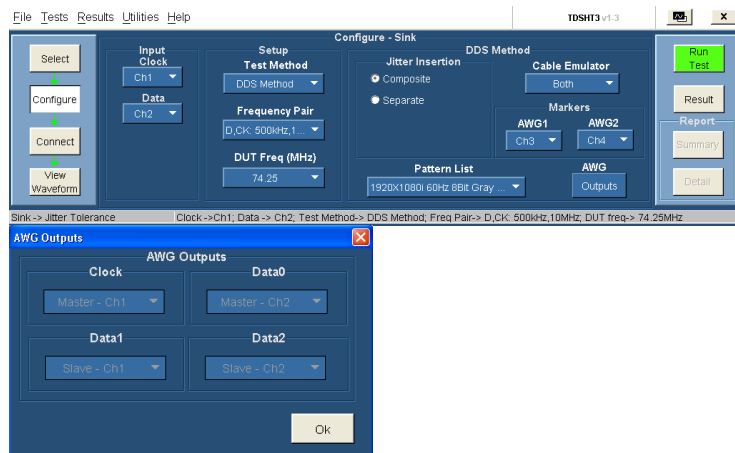 File Tests Results Utilities Help
TDSHT3 v1-3
x
Configure - Sink
Select
Configure
Connect
View
Waveform
Input
Clock
Ch1
Data
Ch2
Setup
Test Method
DDS Method
Frequency Pair
D,CK: 500kHz,1...
DUT Freq (MHz)
74.25
DDS Method
Jitter Insertion
Composite
Separate
Cable Emulator
Both
Markers
AWG1 AWG2
Ch3 Ch4
Pattern List
1920X1080i 60Hz 8Bit Gray ...
AWG
Outputs
Run
Test
Result
Report
Summary
Detail
Sink -> Jitter Tolerance
Clock ->Ch1; Data -> Ch2; Test Method-> DDS Method; Freq Pair-> D,CK: 500kHz,10MHz; DUT freq-> 74.25MHz
AWG Outputs
AWG Outputs
Clock Data0
Master - Ch1 Master - Ch2
Data1 Data2
Slave - Ch1 Slave - Ch2
Ok